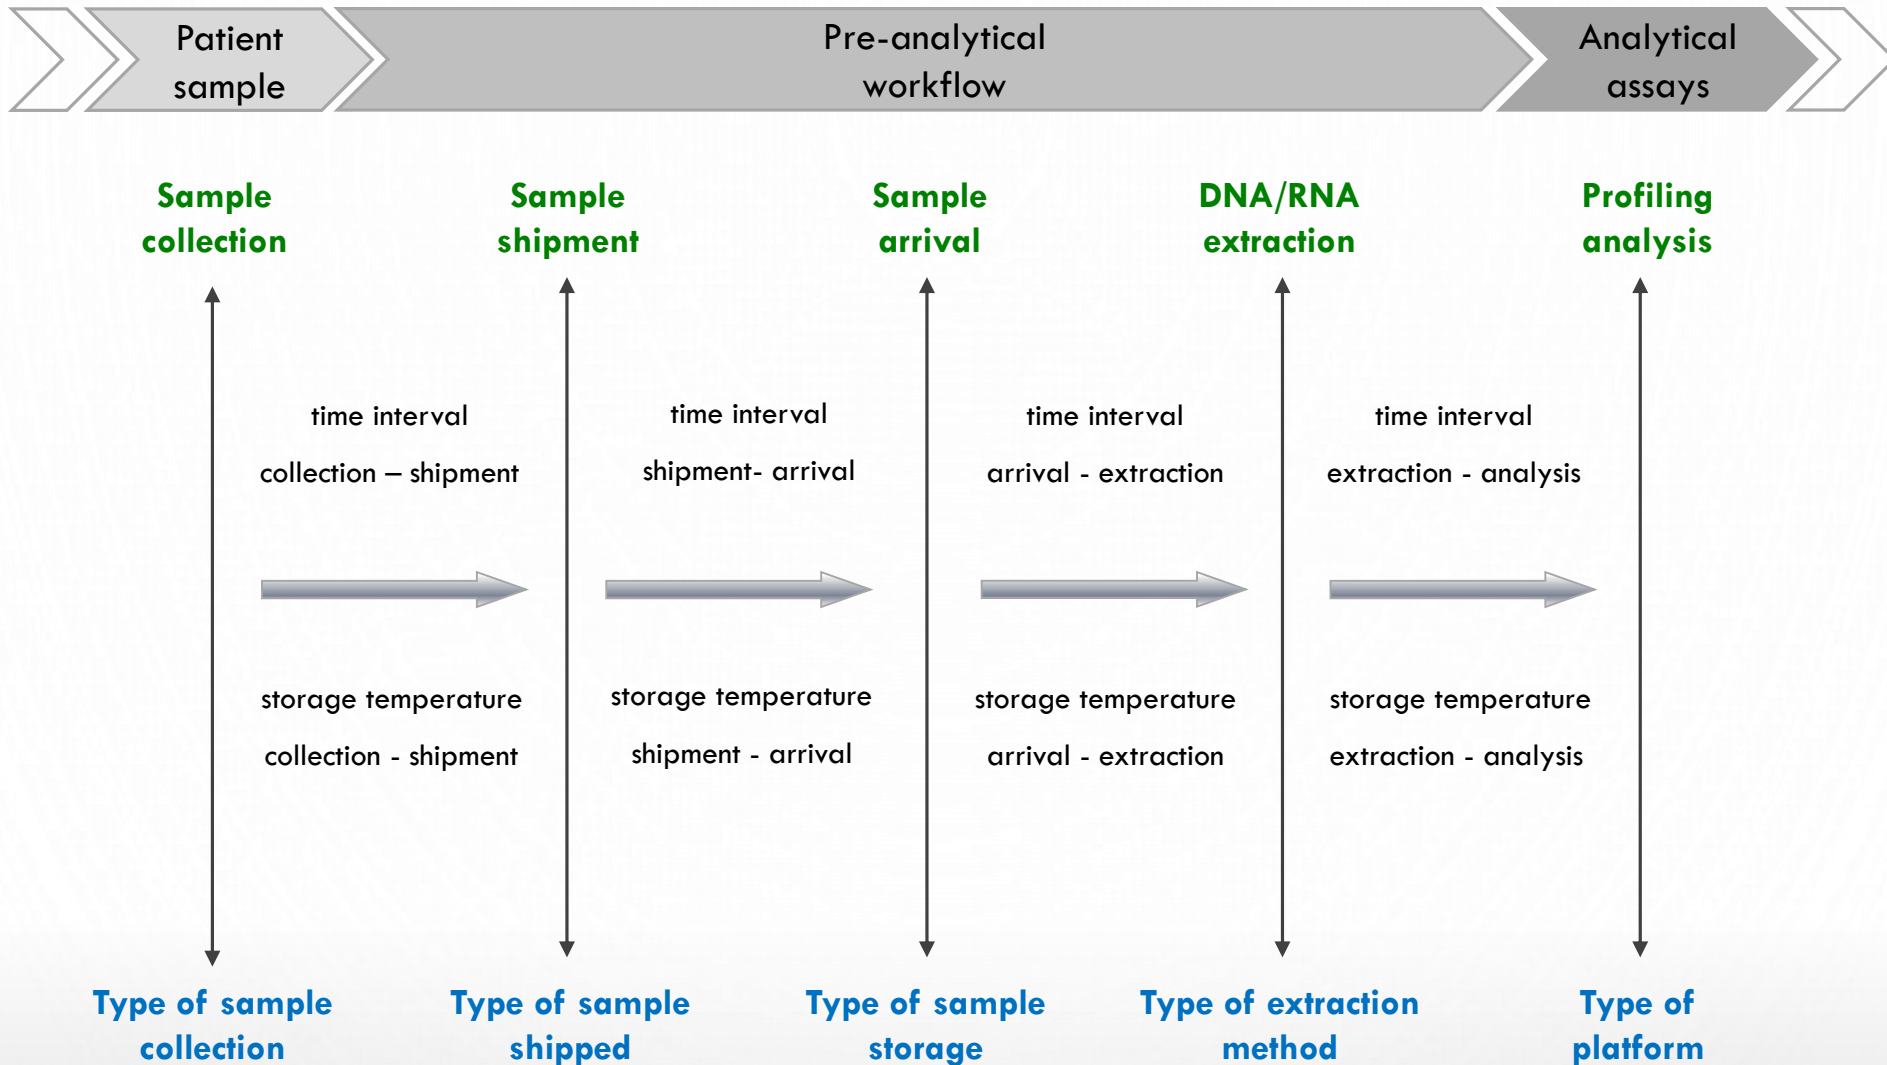 Patient
sample
Pre-analytical
workflow
Analytical
assays
Sample
collection
Sample
shipment
Sample
arrival
DNA/RNA
extraction
Profiling
analysis
time interval
collection – shipment
time interval
shipment- arrival
time interval
arrival - extraction
time interval
extraction - analysis
storage temperature
collection - shipment
storage temperature
shipment - arrival
storage temperature
arrival - extraction
storage temperature
extraction - analysis
Type of sample
collection
Type of sample
shipped
Type of sample
storage
Type of extraction
method
Type of
platform